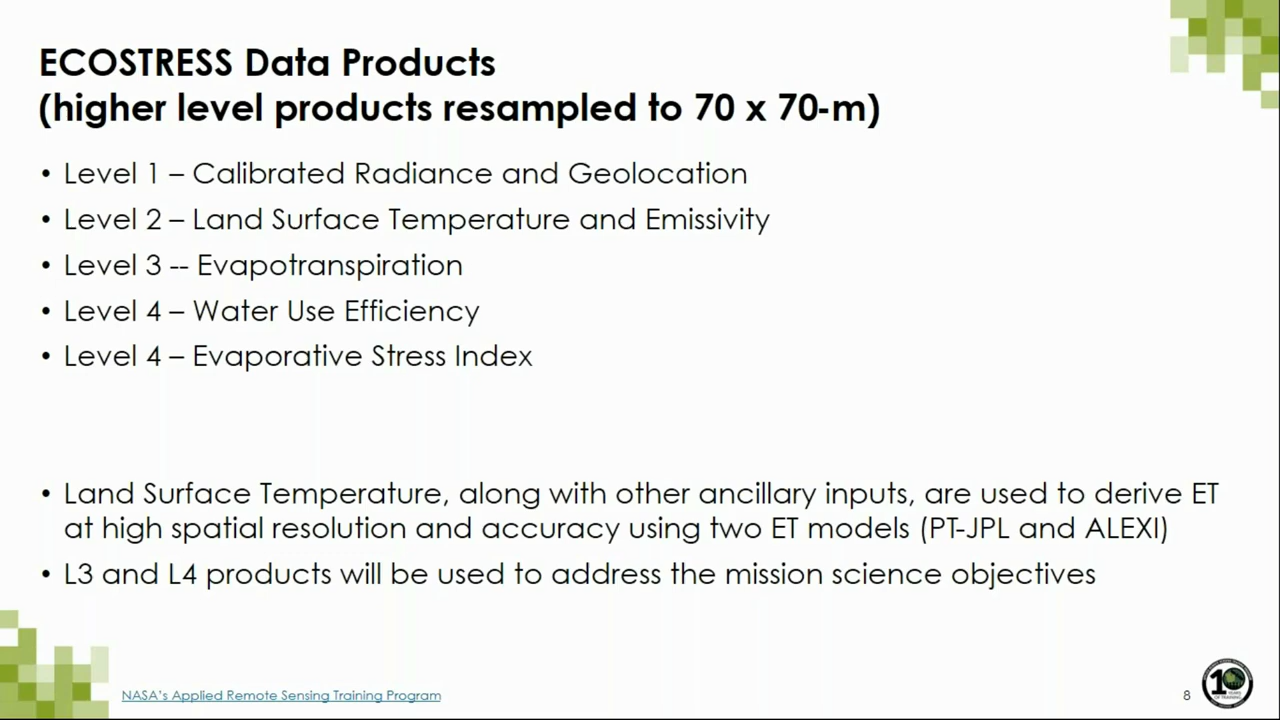 ECOSTRESS Data Products
(higher level products resampled to 70 x 70-m)
• Level 1 – Calibrated Radiance and Geolocation
• Level 2 – Land Surface Temperature and Emissivity
• Level 3 -- Evapotranspiration
• Level 4 – Water Use Efficiency
• Level 4 – Evaporative Stress Index
• Land Surface Temperature, along with other ancillary inputs, are used to derive ET
at high spatial resolution and accuracy using two ET models (PT-JPL and ALEXI)
• L3 and L4 products will be used to address the mission science objectives
NASA's Applied Remote Sensing Training Program
8
10
YEARS
OF TRAINING